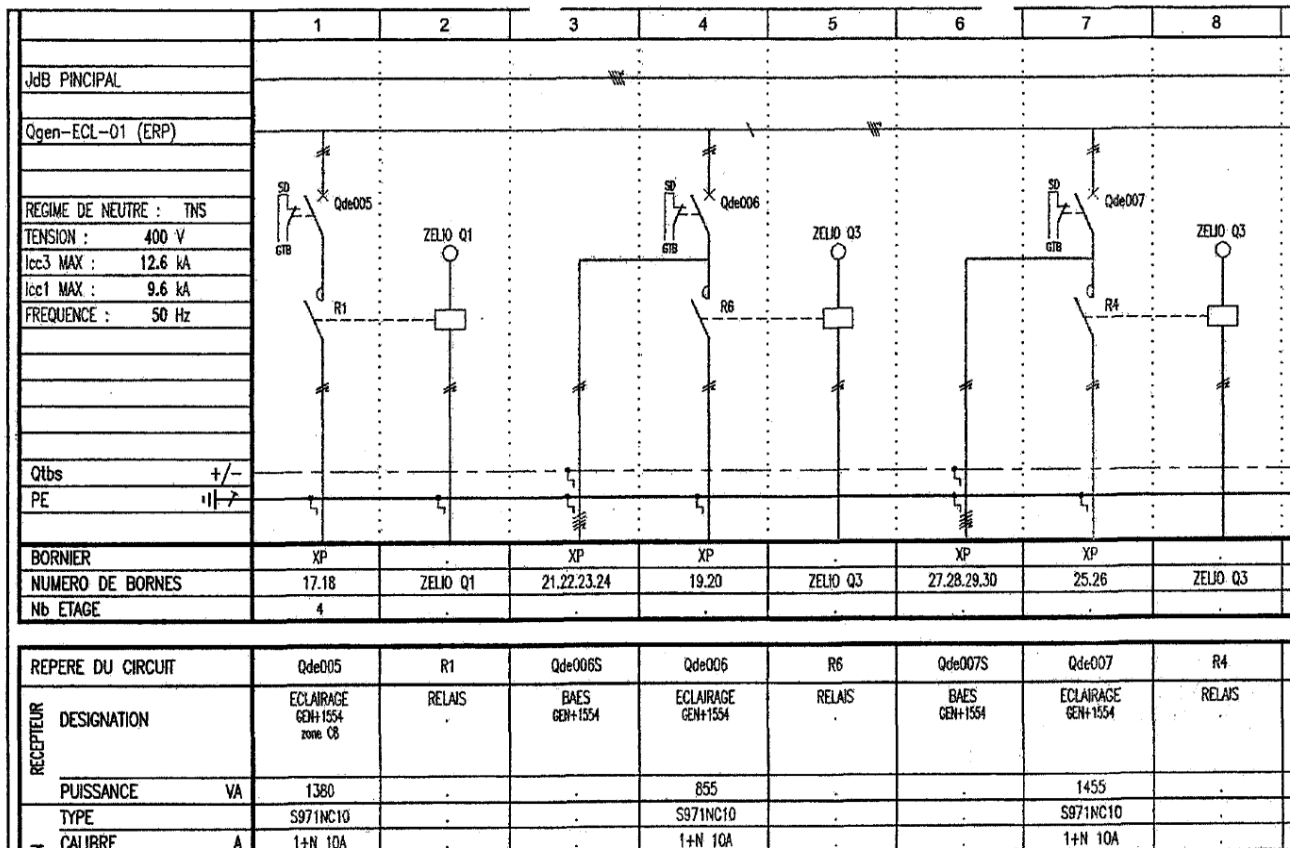 1 2 3 4 5 6 7 8
JdB PINCIPAL
Qgen-ECL-01 (ERP)
SD Qde005 SD Qde006 SD Qde007
REGIME DE NEUTRE : TNS
TENSION : 400 V
GTB ZELIO Q1 GTB ZELIO Q3 GTB ZELIO Q3
Icc3 MAX : 12.6 kA
Icc1 MAX : 9.6 kA
FREQUENCE : 50 Hz
R1 R6 R4
Qtbs +/-
PE
BORNIER XP . XP XP . XP XP .
NUMERO DE BORNES 17.18 ZELIO Q1 21.22.23.24 19.20 ZELIO Q3 27.28.29.30 25.26 ZELIO Q3
Nb ETAGE 4 . . . . . . .
REPERE DU CIRCUIT Qde005 R1 Qde006S Qde006 R6 Qde007S Qde007 R4
RECEPTEUR
DESIGNATION ECLAIRAGE RELAIS BAES ECLAIRAGE RELAIS BAES ECLAIRAGE RELAIS
GEN+1554 . GEN+1554 GEN+1554 . GEN+1554 GEN+1554 .
zone C8
PUISSANCE VA 1380 . . 855 . . 1455 .
TYPE S971NC10 . . S971NC10 . . S971NC10 .
CALIBRE A 1+N 10A . . 1+N 10A . . 1+N 10A .